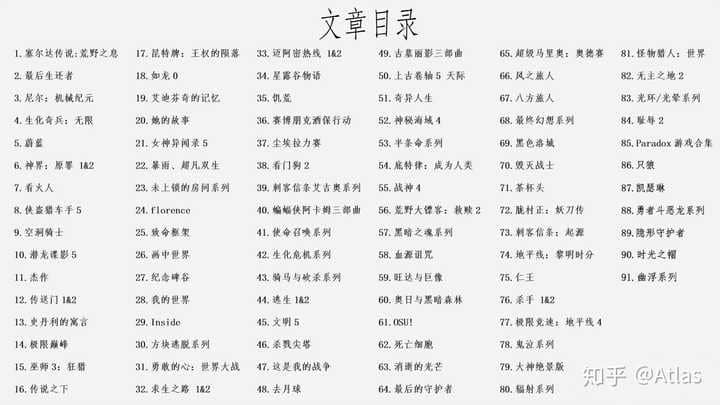 文章目录
1. 塞尔达传说:荒野之息
2. 最后生还者
3. 尼尔：机械纪元
4. 生化奇兵：无限
5. 蔚蓝
6. 神界：原罪 1&2
7. 看火人
8. 侠盗猎车手 5
9. 空洞骑士
10. 潜龙谍影 5
11. 杰作
12. 传送门 1&2
13. 史丹利的寓言
14. 极限巅峰
15. 巫师 3：狂猎
16. 传说之下
17. 昆特牌：王权的陨落
18. 如龙 0
19. 艾迪芬奇的记忆
20. 她的故事
21. 女神异闻录 5
22. 暴雨、超凡双生
23. 未上锁的房间系列
24. florence
25. 致命框架
26. 画中世界
27. 纪念碑谷
28. 我的世界
29. Inside
30. 方块逃脱系列
31. 勇敢的心：世界大战
32. 求生之路 1&2
33. 迈阿密热线 1&2
34. 星露谷物语
35. 饥荒
36. 赛博朋克酒保行动
37. 尘埃拉力赛
38. 看门狗 2
39. 刺客信条艾吉奥系列
40. 蝙蝠侠阿卡姆三部曲
41. 使命召唤系列
42. 生化危机系列
43. 骑马与砍杀系列
44. 逃生 1&2
45. 文明 5
46. 杀戮尖塔
47. 这是我的战争
48. 去月球
49. 古墓丽影三部曲
50. 上古卷轴 5 天际
51. 奇异人生
52. 神秘海域 4
53. 半条命系列
54. 底特律：成为人类
55. 战神 4
56. 荒野大镖客：救赎 2
57. 黑暗之魂系列
58. 血源诅咒
59. 旺达与巨像
60. 奥日与黑暗森林
61. OSU!
62. 死亡细胞
63. 消逝的光芒
64. 最后的守护者
65. 超级马里奥：奥德赛
66. 风之旅人
67. 八方旅人
68. 最终幻想系列
69. 黑色洛城
70. 毁灭战士
71. 茶杯头
72. 胧村正：妖刀传
73. 刺客信条：起源
74. 地平线：黎明时分
75. 仁王
76. 杀手 1&2
77. 极限竞速：地平线 4
78. 鬼泣系列
79. 大神绝景版
80. 辐射系列
81. 怪物猎人：世界
82. 无主之地 2
83. 光环/光晕系列
84. 耻辱 2
85. Paradox 游戏合集
86. 只狼
87. 凯瑟琳
88. 勇者斗恶龙系列
89. 隐形守护者
90. 时光之帽
91. 幽浮系列
知乎 @Atlas